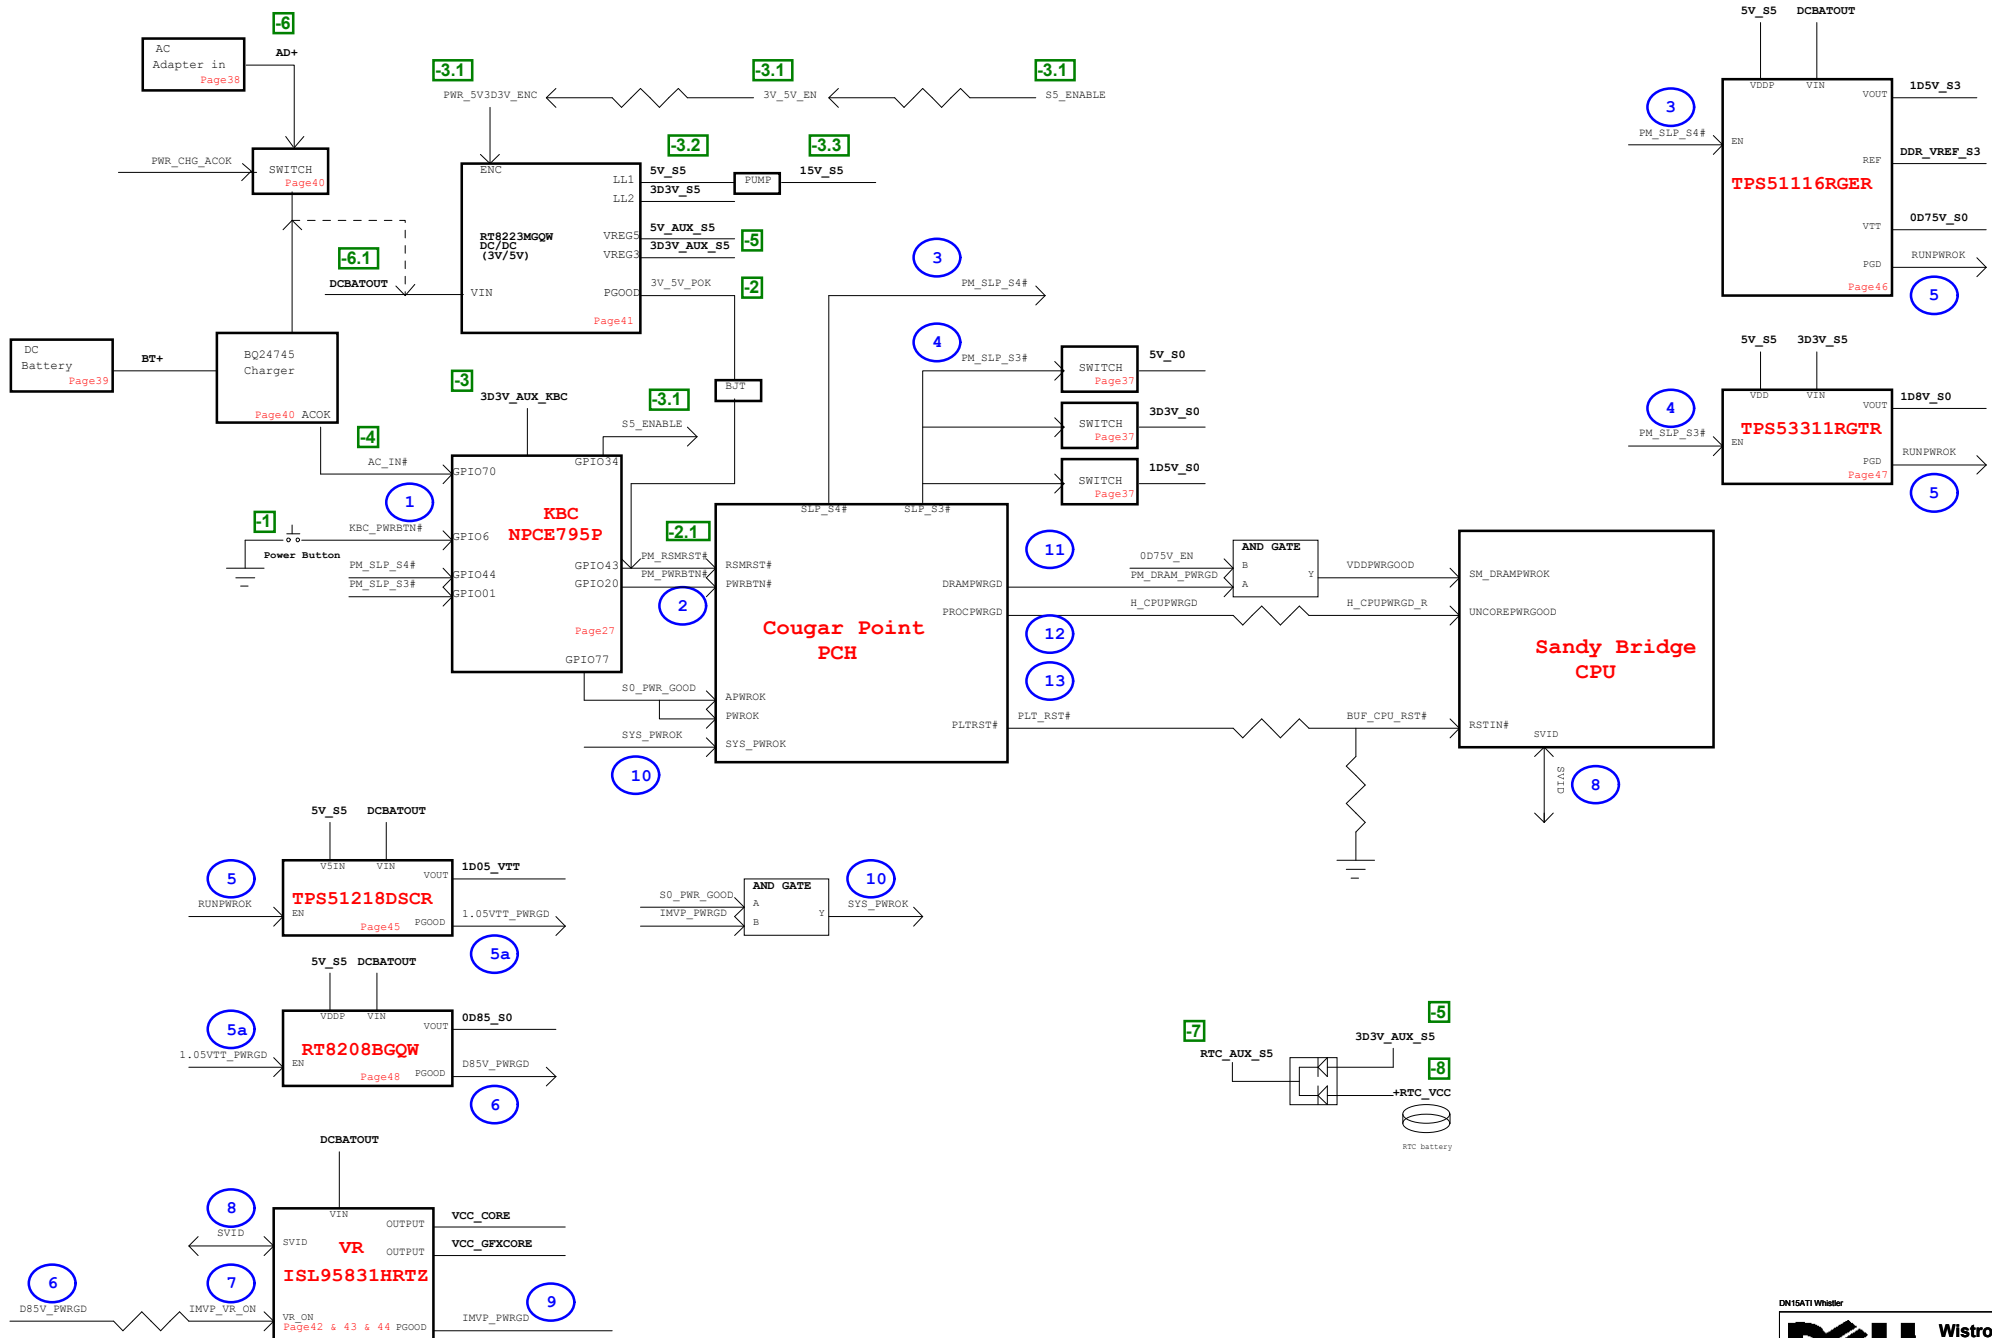 -6
AC
Adapter in
Page38
AD+
PWR_CHG_ACOK
SWITCH
Page40
-6.1
DCBATOUT
DC
Battery
Page39
BT+
BQ24745
Charger
Page40 ACOK
-3.1
PWR_5V3D3V_ENC
-3.1
3V_5V_EN
-3.1
S5_ENABLE
ENC
RT8223MGQW
DC/DC
(3V/5V)
VIN
LL1
LL2
VREG5
VREG3
PGOOD
Page41
-3.2
5V_S5
3D3V_S5
PUMP
-3.3
15V_S5
5V_AUX_S5
3D3V_AUX_S5
-5
3V_5V_POK
-2
BJT
-3
3D3V_AUX_KBC
-3.1
S5_ENABLE
-4
AC_IN#
1
-1
KBC_PWRBTN#
Power Button
PM_SLP_S4#
PM_SLP_S3#
GPIO70
GPIO34
KBC
NPCE795P
GPIO6
GPIO44
GPIO01
GPIO43
GPIO20
Page27
GPIO77
-2.1
PM_RSMRST#
PM_PWRBTN#
2
S0_PWR_GOOD
SYS_PWROK
10
SLP_S4#
SLP_S3#
RSMRST#
PWRBTN#
Cougar Point
PCH
APWROK
PWROK
SYS_PWROK
DRAMPWRGD
PROCPWRGD
PLTRST#
3
PM_SLP_S4#
4
PM_SLP_S3#
SWITCH
Page37
5V_S0
SWITCH
Page37
3D3V_S0
SWITCH
Page37
1D5V_S0
11
0D75V_EN
PM_DRAM_PWRGD
AND GATE
B
A
Y
VDDPWRGOOD
H_CPUPWRGD
H_CPUPWRGD_R
12
13
PLT_RST#
BUF_CPU_RST#
SM_DRAMPWROK
UNCOREPWRGOOD
Sandy Bridge
CPU
RSTIN#
SVID
SVID
8
5V_S5
DCBATOUT
VDDP
VIN
VOUT
1D5V_S3
3
PM_SLP_S4#
EN
REF
DDR_VREF_S3
TPS51116RGER
VTT
0D75V_S0
PGD
RUNPWROK
Page46
5
5V_S5
3D3V_S5
VDD
VIN
VOUT
1D8V_S0
4
PM_SLP_S3#
EN
TPS53311RGTR
PGD
RUNPWROK
Page47
5
5V_S5
DCBATOUT
V5IN
VIN
VOUT
1D05_VTT
5
RUNPWROK
TPS51218DSCR
EN
Page45
PGOOD
1.05VTT_PWRGD
5a
S0_PWR_GOOD
IMVP_PWRGD
AND GATE
A
B
Y
10
SYS_PWROK
5V_S5
DCBATOUT
VDDP
VIN
VOUT
0D85_S0
5a
1.05VTT_PWRGD
RT8208BGQW
EN
Page48
PGOOD
D85V_PWRGD
6
-7
RTC_AUX_S5
-5
3D3V_AUX_S5
-8
+RTC_VCC
RTC battery
DCBATOUT
VIN
8
SVID
SVID
VR
ISL95831HRTZ
OUTPUT
VCC_CORE
OUTPUT
VCC_GFXCORE
6
D85V_PWRGD
7
IMVP_VR_ON
VR_ON
Page42 & 43 & 44
PGOOD
IMVP_PWRGD
9
DN15ATI Whistler
DELL
Wistro